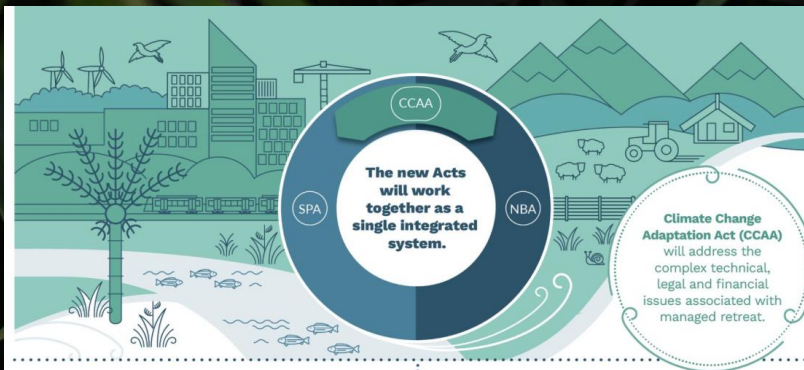 CCAA
The new Acts
will work
together as a
single integrated
system.
SPA
NBA
Climate Change
Adaptation Act (CCAA)
will address the
complex technical,
legal and financial
issues associated with
managed retreat.